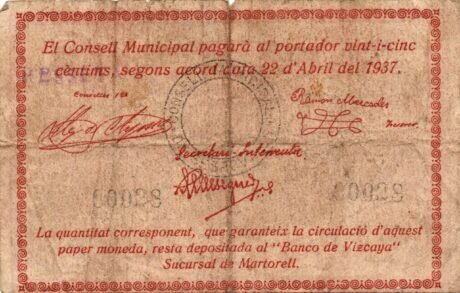 El Consell Municipal pagarà al portador vint-i-cinc
cèntims, segons acord data 22 d'Abril del 1937.
Ramon Mercader
Secretari-Interventor
00028 00028
La quantitat corresponent, que garanteix la circulació d'aquest
paper moneda, resta depositada al "Banco de Vizcaya"
Sucursal de Martorell.